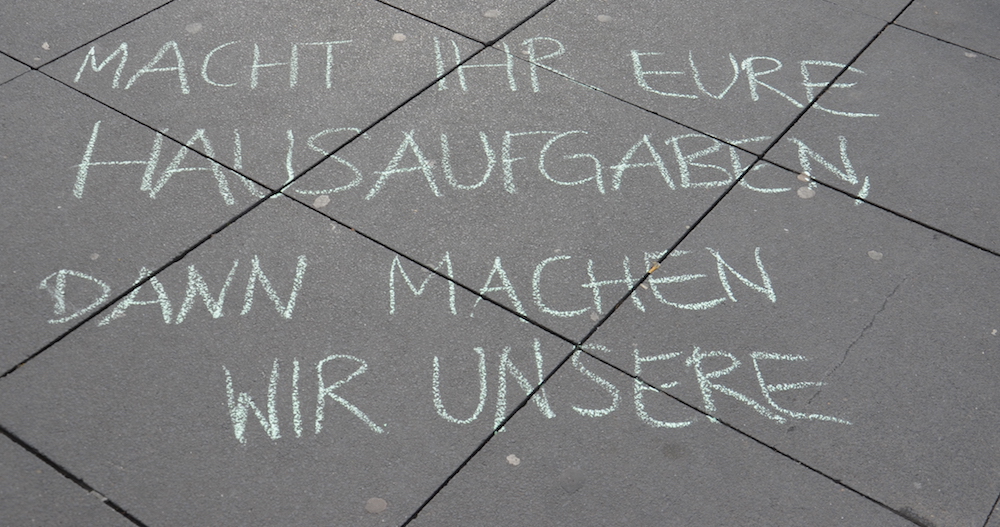 MACHT IHR EURE
HAUSAUFGABEN,
DANN MACHEN
WIR UNSERE